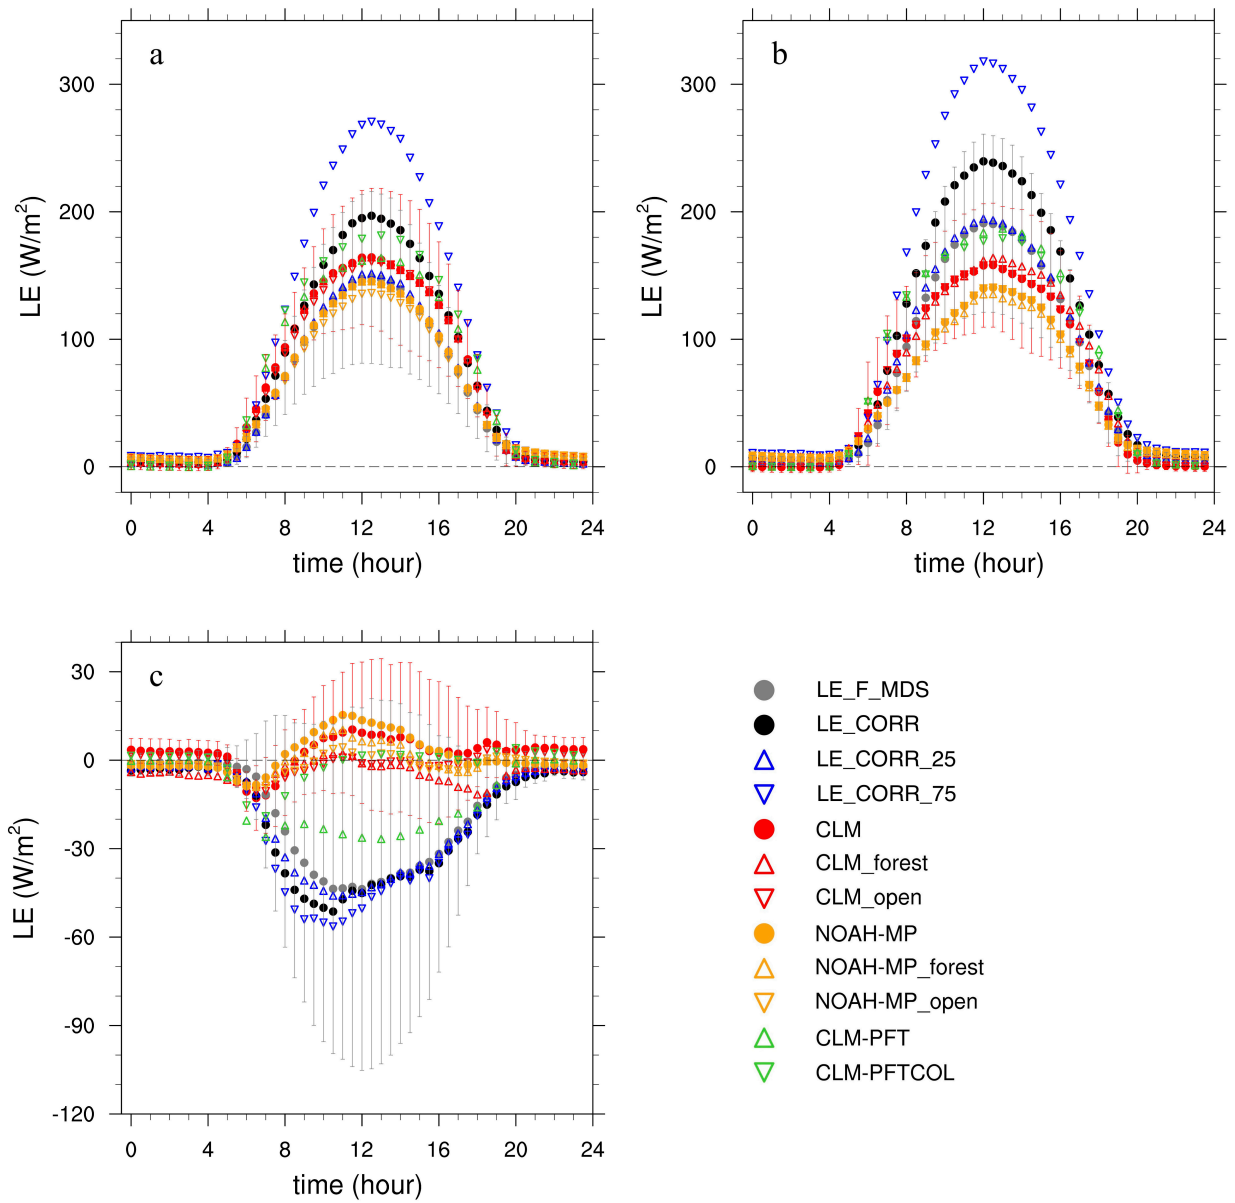 a
300
200
100
0
LE (W/m²)
0 4 8 12 16 20 24
time (hour)
b
300
200
100
0
LE (W/m²)
0 4 8 12 16 20 24
time (hour)
c
30
0
-30
-60
-90
-120
LE (W/m²)
0 4 8 12 16 20 24
time (hour)
LE_F_MDS
LE_CORR
LE_CORR_25
LE_CORR_75
CLM
CLM_forest
CLM_open
NOAH-MP
NOAH-MP_forest
NOAH-MP_open
CLM-PFT
CLM-PFTCOL